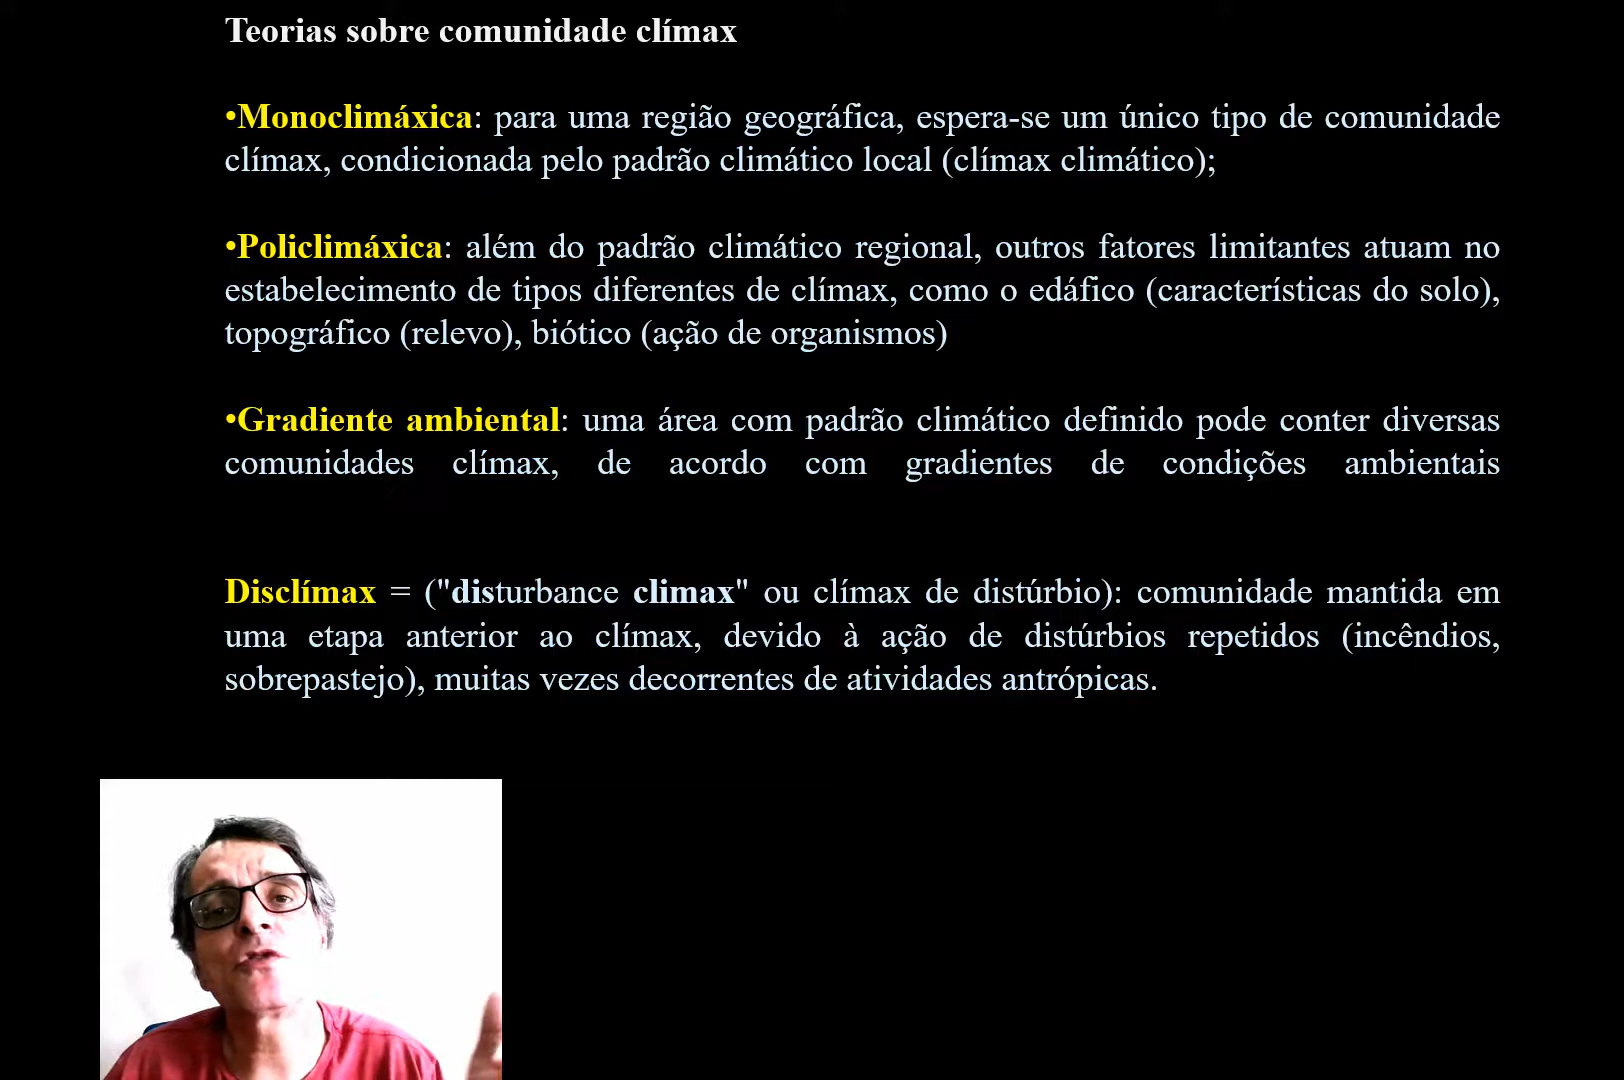 Teorias sobre comunidade clímax
•Monoclimáxica: para uma região geográfica, espera-se um único tipo de comunidade
clímax, condicionada pelo padrão climático local (clímax climático);
•Policlimáxica: além do padrão climático regional, outros fatores limitantes atuam no
estabelecimento de tipos diferentes de clímax, como o edáfico (características do solo),
topográfico (relevo), biótico (ação de organismos)
•Gradiente ambiental: uma área com padrão climático definido pode conter diversas
comunidades clímax, de acordo com gradientes de condições ambientais
Disclímax = ("disturbance climax" ou clímax de distúrbio): comunidade mantida em
uma etapa anterior ao clímax, devido à ação de distúrbios repetidos (incêndios,
sobrepastejo), muitas vezes decorrentes de atividades antrópicas.